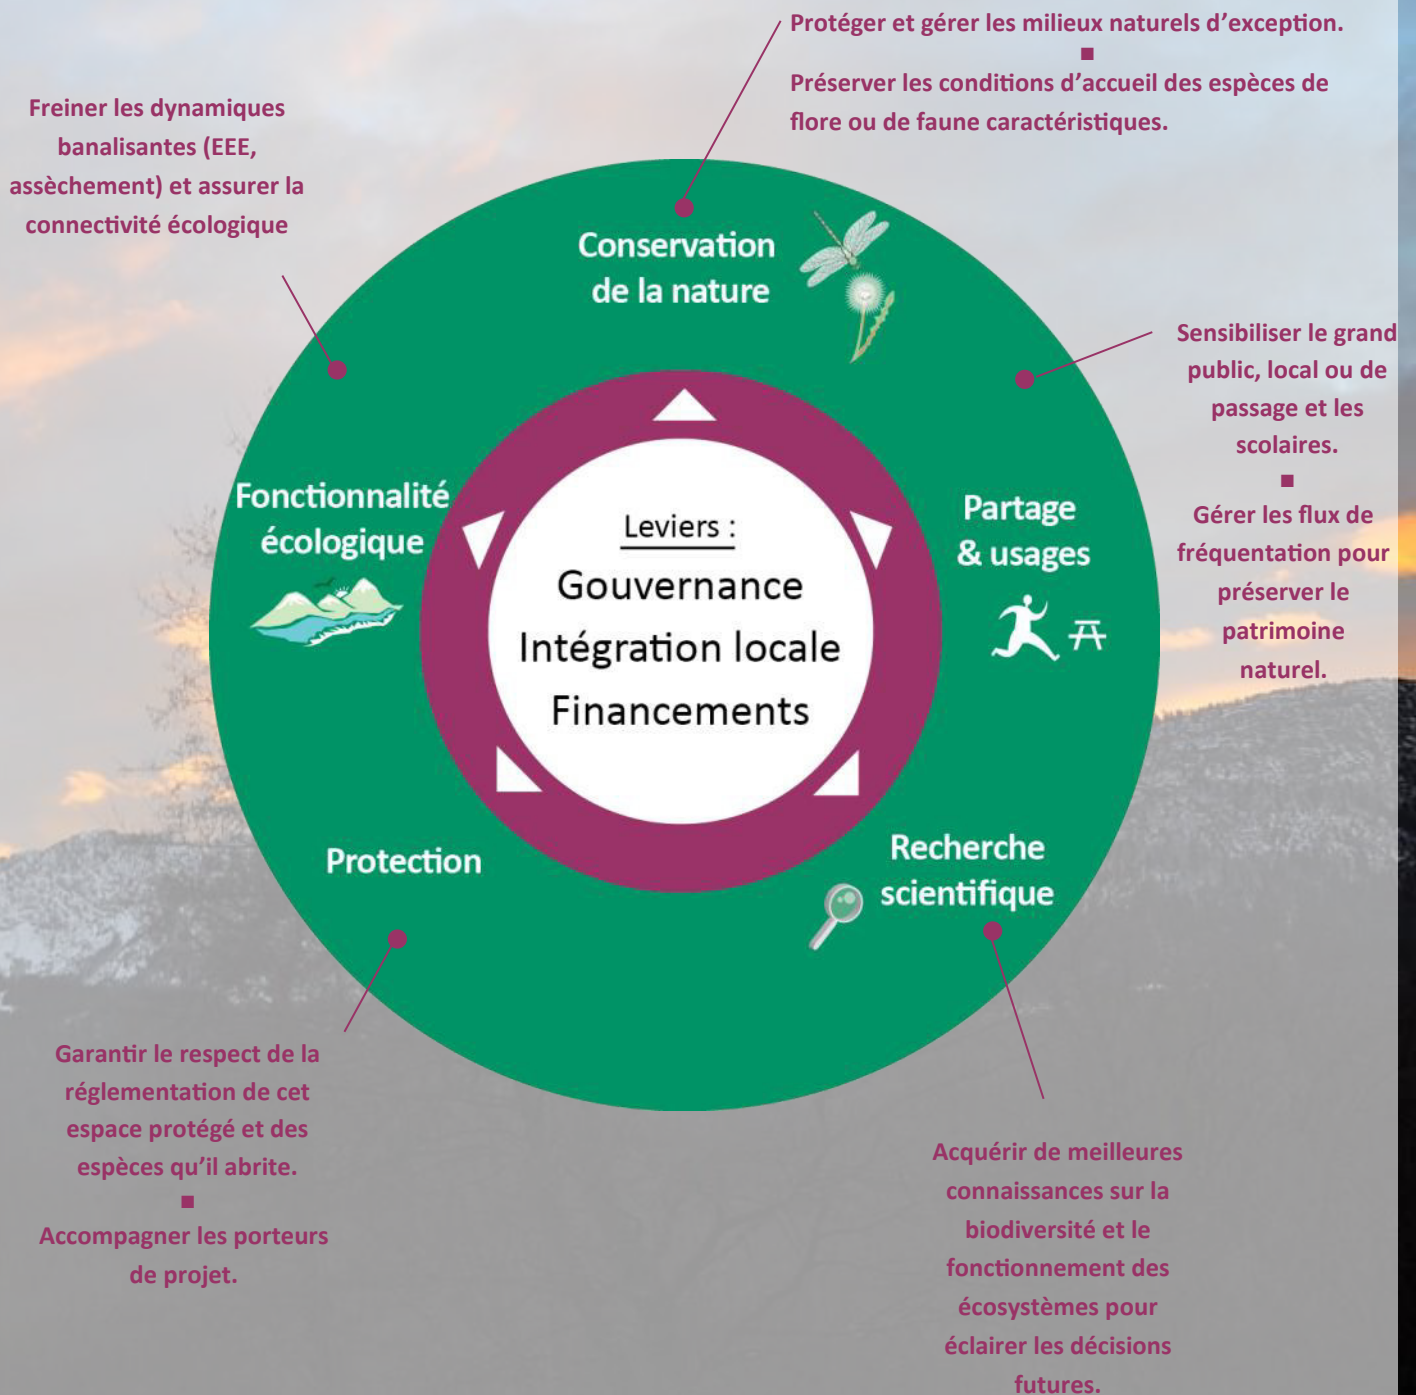 Protéger et gérer les milieux naturels d’exception.
■
Préserver les conditions d’accueil des espèces de
flore ou de faune caractéristiques.
Freiner les dynamiques
banalisantes (EEE,
assèchement) et assurer la
connectivité écologique
Conservation
de la nature
Sensibiliser le grand
public, local ou de
passage et les
scolaires.
■
Gérer les flux de
fréquentation pour
préserver le
patrimoine
naturel.
Fonctionnalité
écologique
Leviers :
Gouvernance
Intégration locale
Financements
Partage
& usages
Protection
Recherche
scientifique
Garantir le respect de la
réglementation de cet
espace protégé et des
espèces qu’il abrite.
■
Accompagner les porteurs
de projet.
Acquérir de meilleures
connaissances sur la
biodiversité et le
fonctionnement des
écosystèmes pour
éclairer les décisions
futures.